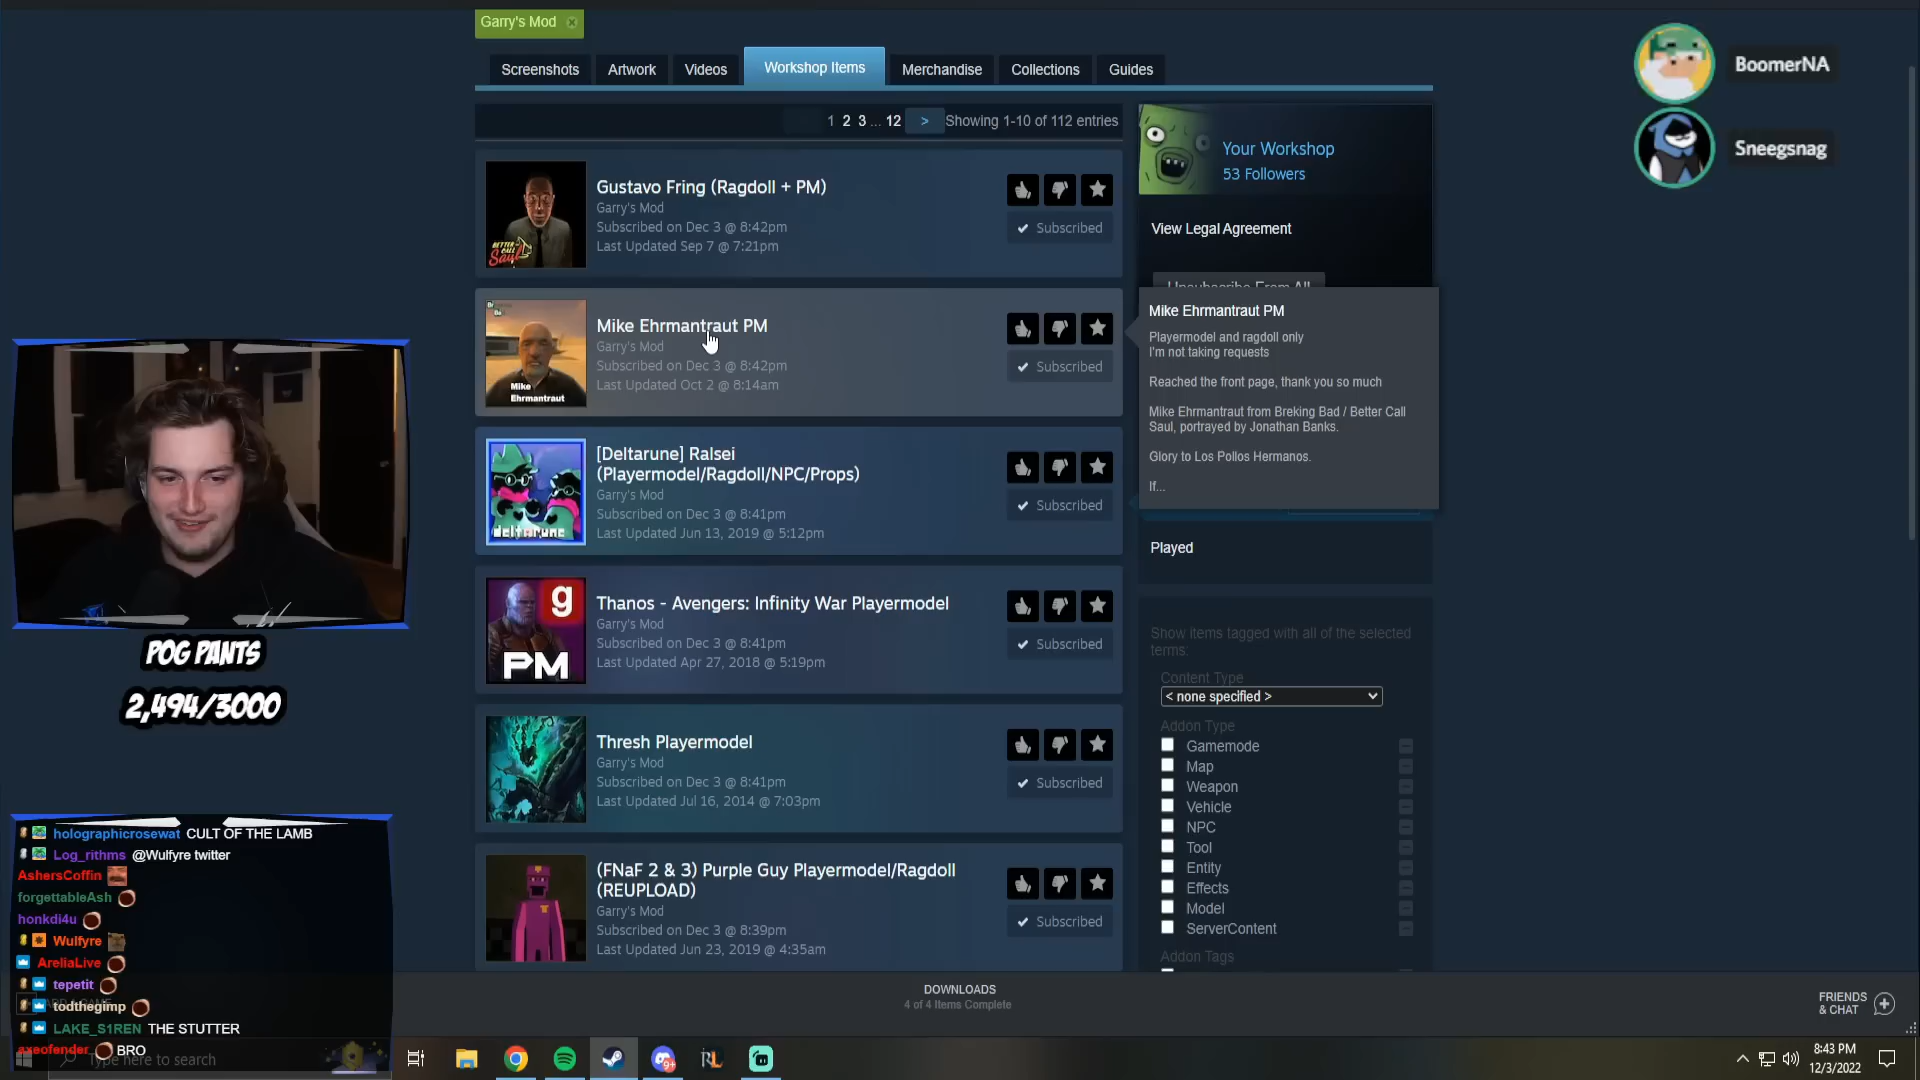 Garry's Mod
Screenshots
Artwork
Videos
Workshop Items
Merchandise
Collections
Guides
1 2 3 ... 12 > Showing 1-10 of 112 entries
Your Workshop
53 Followers
View Legal Agreement
BoomerNA
Sneegsnag
BETTER CALL Saul
Gustavo Fring (Ragdoll + PM)
Garry's Mod
Subscribed on Dec 3 @ 8:42pm
Last Updated Sep 7 @ 7:21pm
Subscribed
Mike Ehrmantraut
Mike Ehrmantraut PM
Garry's Mod
Subscribed on Dec 3 @ 8:42pm
Last Updated Oct 2 @ 8:14am
Subscribed
Mike Ehrmantraut PM
Playermodel and ragdoll only
I'm not taking requests
Reached the front page, thank you so much
Mike Ehrmantraut from Breking Bad / Better Call
Saul, portrayed by Jonathan Banks.
Glory to Los Pollos Hermanos.
If...
deltarune
[Deltarune] Ralsei
(Playermodel/Ragdoll/NPC/Props)
Garry's Mod
Subscribed on Dec 3 @ 8:41pm
Last Updated Jun 13, 2019 @ 5:12pm
Subscribed
Played
g
PM
Thanos - Avengers: Infinity War Playermodel
Garry's Mod
Subscribed on Dec 3 @ 8:41pm
Last Updated Apr 27, 2018 @ 5:19pm
Subscribed
Thresh Playermodel
Garry's Mod
Subscribed on Dec 3 @ 8:41pm
Last Updated Jul 16, 2014 @ 7:03pm
Subscribed
(FNaF 2 & 3) Purple Guy Playermodel/Ragdoll
(REUPLOAD)
Garry's Mod
Subscribed on Dec 3 @ 8:39pm
Last Updated Jun 23, 2019 @ 4:35am
Subscribed
Show items tagged with all of the selected
terms:
Content Type
< none specified >
Addon Type
Gamemode
Map
Weapon
Vehicle
NPC
Tool
Entity
Effects
Model
ServerContent
Addon Tags
POG PANTS
2,494/3000
holographicrosewat CULT OF THE LAMB
Log_rithms @Wulfyre twitter
AshersCoffin
forgettableAsh
honkdi4u
Wulfyre
AreliaLive
tepetit
todthegimp
LAKE_S1REN THE STUTTER
axeofender BRO
DOWNLOADS
4 of 4 Items Complete
FRIENDS
& CHAT
Type here to search
9+
8:43 PM
12/3/2022